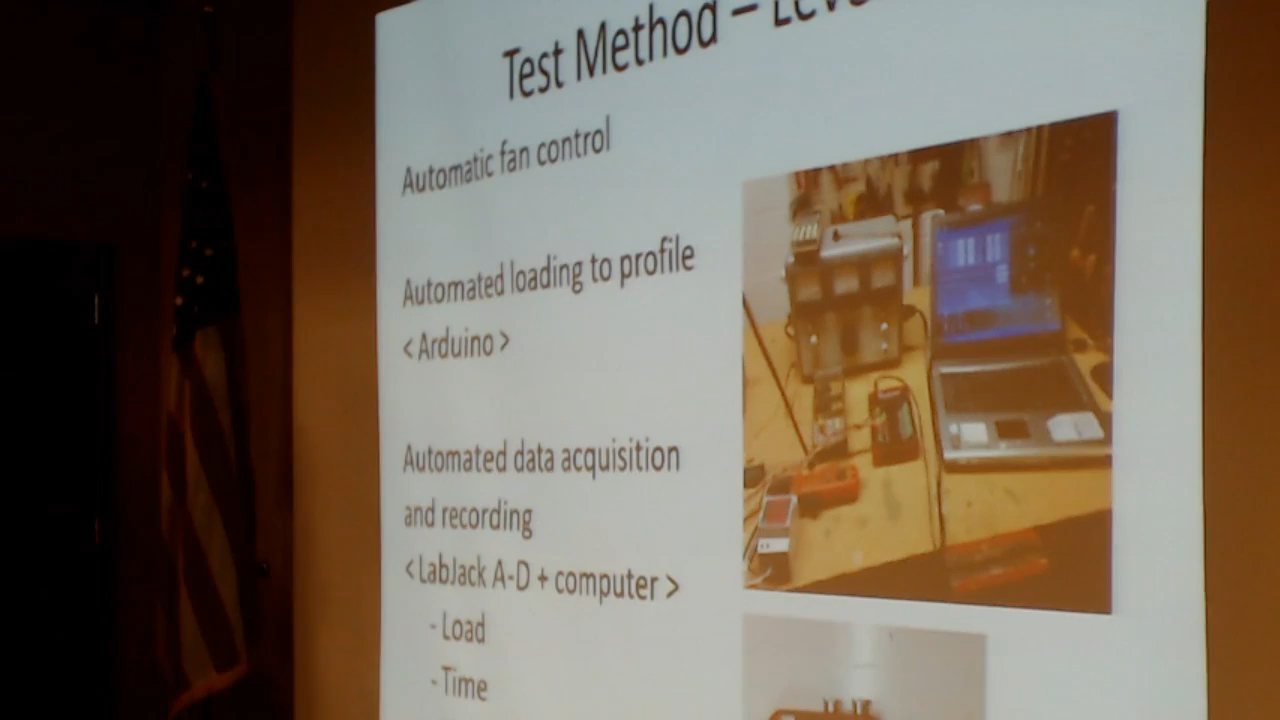 Test Method –
Automatic fan control
Automated loading to profile
< Arduino >
Automated data acquisition
and recording
< LabJack A-D + computer >
- Load
- Time